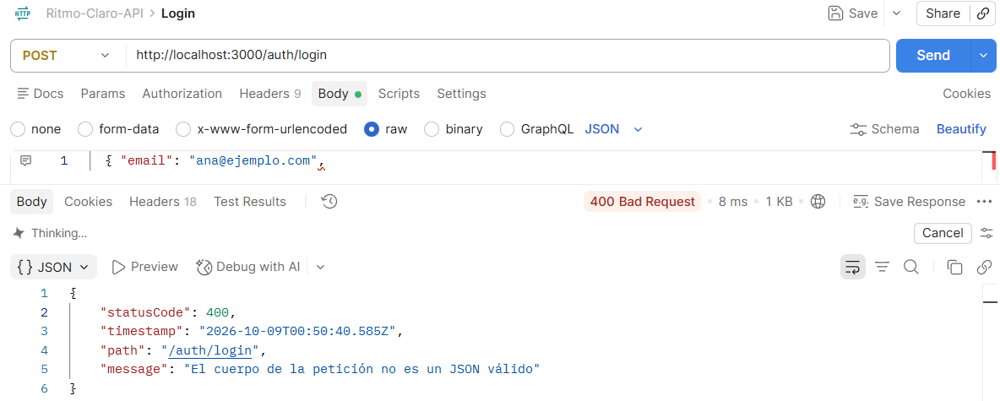 HTTP Ritmo-Claro-API > Login Save Share
POST http://localhost:3000/auth/login Send
Docs Params Authorization Headers 9 Body Scripts Settings Cookies
none form-data x-www-form-urlencoded raw binary GraphQL JSON Schema Beautify
1 { "email": "ana@ejemplo.com",
Body Cookies Headers 18 Test Results 400 Bad Request • 8 ms • 1 KB • e.g. Save Response
Thinking... Cancel
{} JSON Preview Debug with AI
1 {
2 "statusCode": 400,
3 "timestamp": "2026-10-09T00:50:40.585Z",
4 "path": "/auth/login",
5 "message": "El cuerpo de la petición no es un JSON válido"
6 }